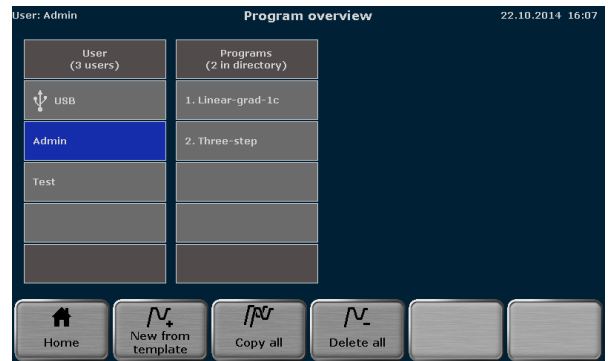 User: Admin
Program overview
22.10.2014 16:07
User
(3 users)
Programs
(2 in directory)
USB
1. Linear-grad-1c
Admin
2. Three-step
Test
Home
New from
template
Copy all
Delete all